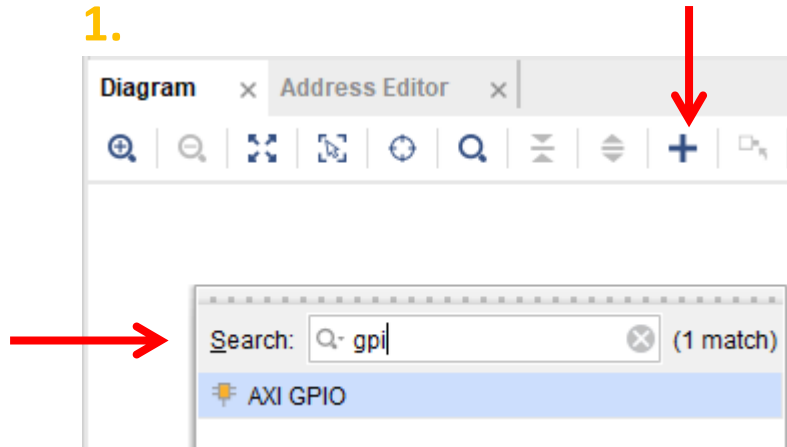 1.
Diagram Address Editor
Search: gpi (1 match)
AXI GPIO